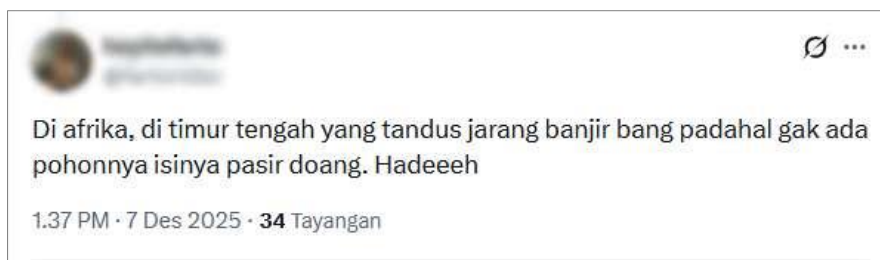 Di afrika, di timur tengah yang tandus jarang banjir bang padahal gak ada
pohonnya isinya pasir doang. Hadeeeh
1.37 PM · 7 Des 2025 · 34 Tayangan